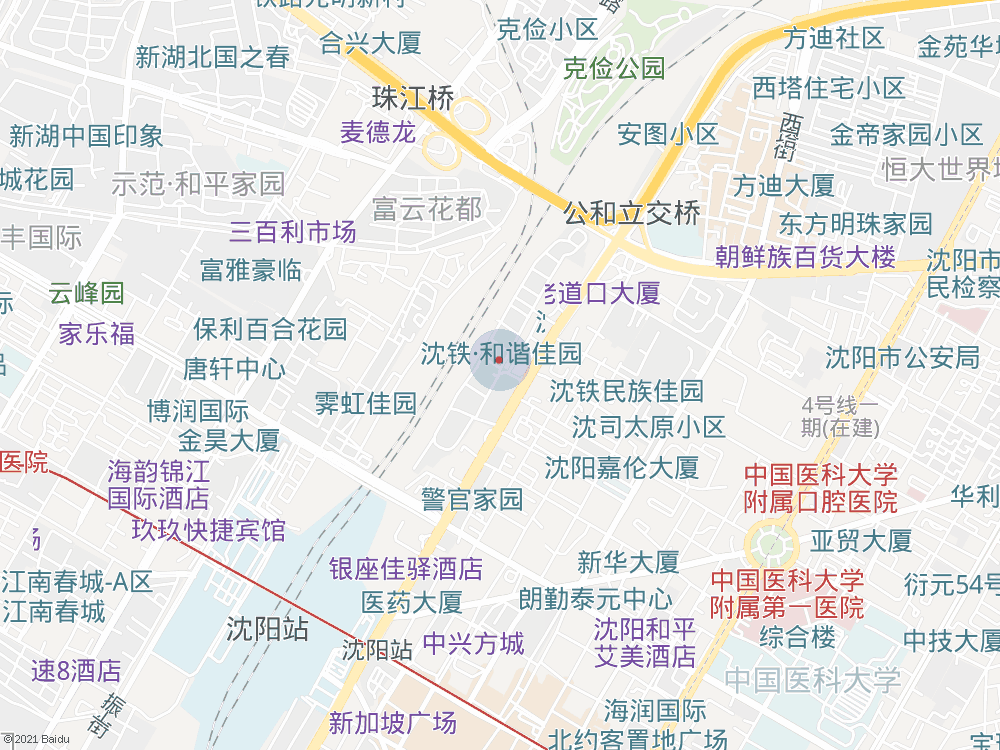 克俭小区
合兴大厦
方迪社区
新湖北国之春
克俭公园
西塔住宅小区
珠江桥
麦德龙
新湖中国印象
安图小区
西塔街
金帝家园小区
恒大世界
城花园
示范·和平家园
方迪大厦
富云花都
公和立交桥
东方明珠家园
丰国际
三百利市场
朝鲜族百货大楼
沈阳市
民检察
富雅豪临
云峰园
老道口大厦
家乐福
保利百合花园
沈铁·和谐佳园
沈阳市公安局
唐轩中心
沈铁民族佳园
霁虹佳园
博润国际
4号线一
期(在建)
金昊大厦
沈司太原小区
医院
海韵锦江
国际酒店
沈阳嘉伦大厦
中国医科大学
附属口腔医院
警官家园
华利
玖玖快捷宾馆
亚贸大厦
银座佳驿酒店
新华大厦
江南春城-A区
江南春城
中国医科大学
附属第一医院
衍元54号
医药大厦
朗勤泰元中心
沈阳站
沈阳站
中兴方城
沈阳和平
艾美酒店
综合楼
中技大厦
速8酒店
中国医科大学
振
街
新加坡广场
海润国际
北约客置地广场
©2021 Baidu